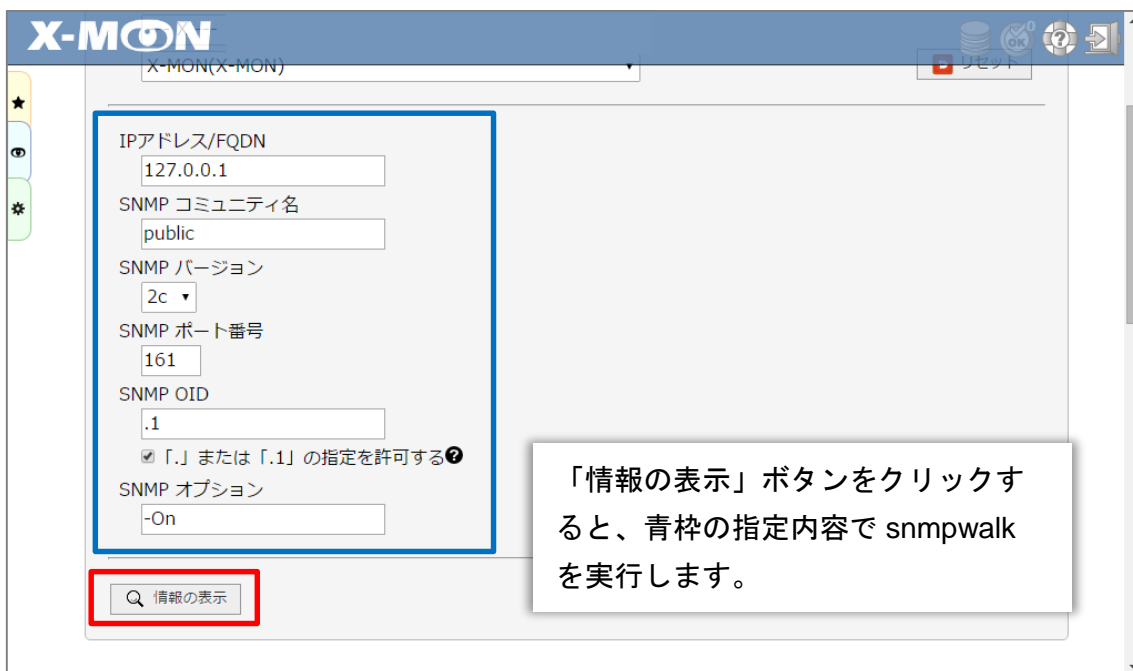 X-MON
OK 0
X-MON(X-MON)
リセット
IPアドレス/FQDN
127.0.0.1
SNMP コミュニティ名
public
SNMP バージョン
2c
SNMP ポート番号
161
SNMP OID
.1
「.」または「.1」の指定を許可する
SNMP オプション
-On
情報の表示
「情報の表示」ボタンをクリックす
ると、青枠の指定内容で snmpwalk
を実行します。